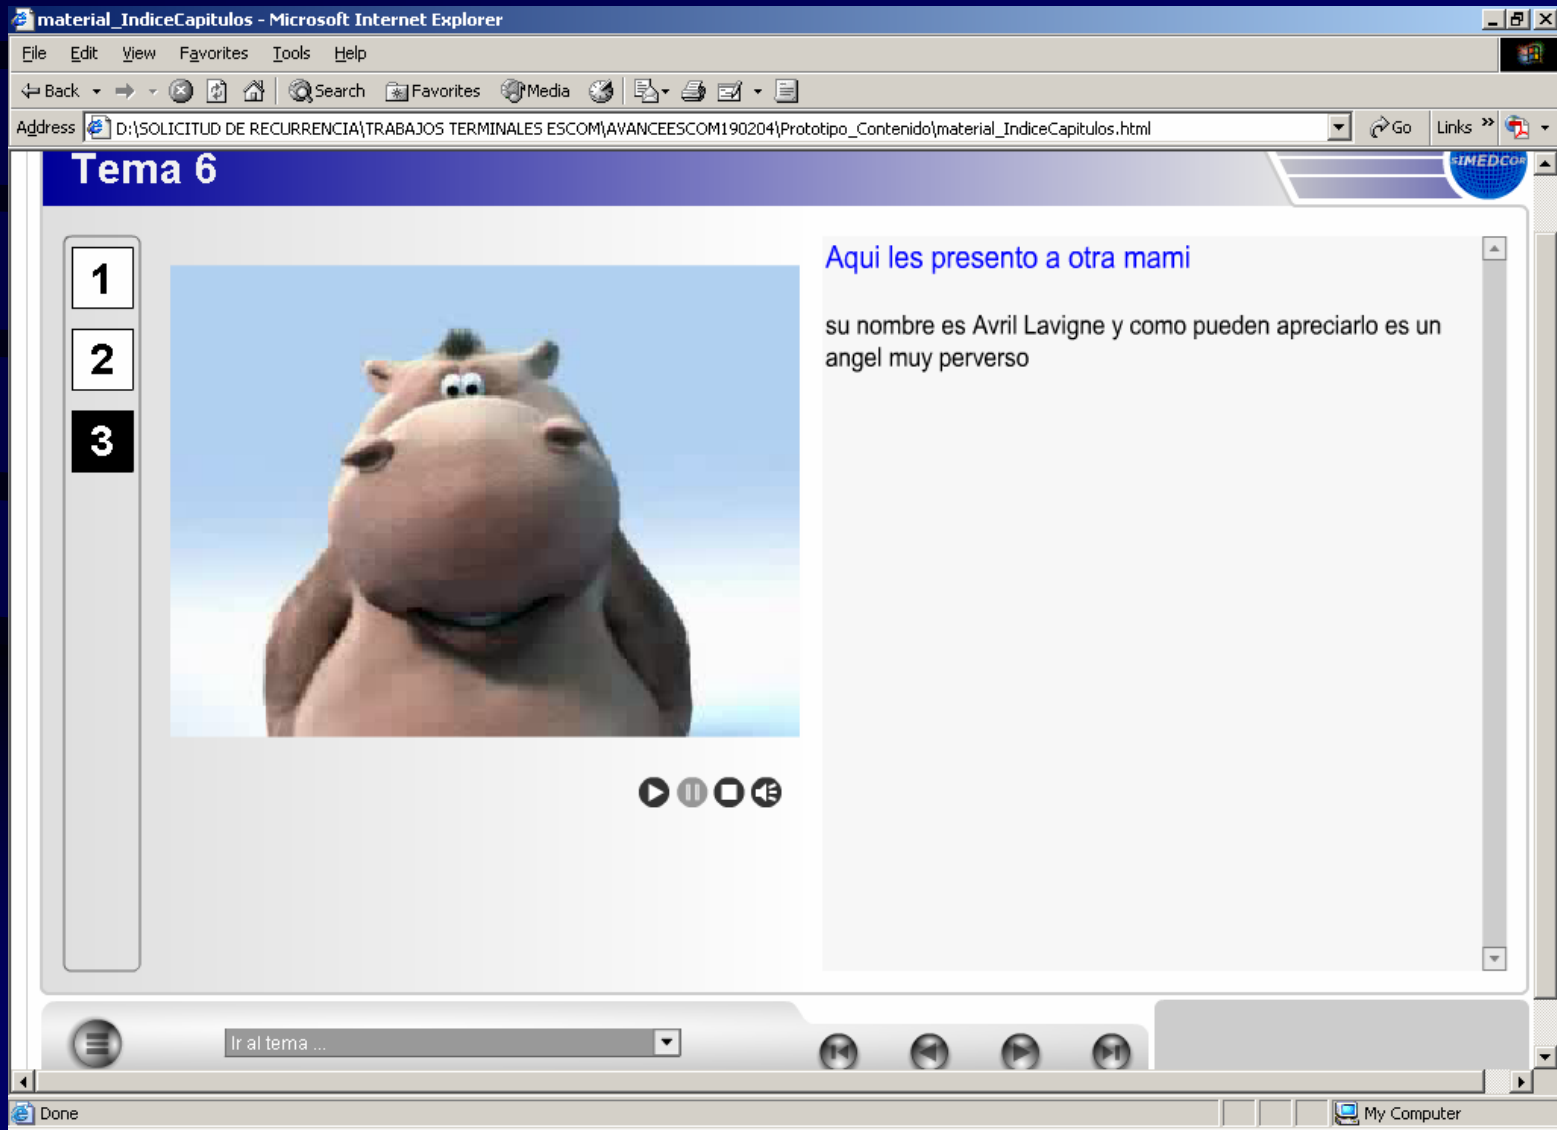 material_IndiceCapitulos - Microsoft Internet Explorer
File Edit View Favorites Tools Help
Back Search Favorites Media
Address D:\SOLICITUD DE RECURRENCIA\TRABAJOS TERMINALES ESCOM\AVANCEESCOM190204\Prototipo_Contenido\material_IndiceCapitulos.html Go Links »
Tema 6
SIMEDCOR
1
2
3
Aqui les presento a otra mami
su nombre es Avril Lavigne y como pueden apreciarlo es un
angel muy perverso
Ir al tema ...
Done My Computer